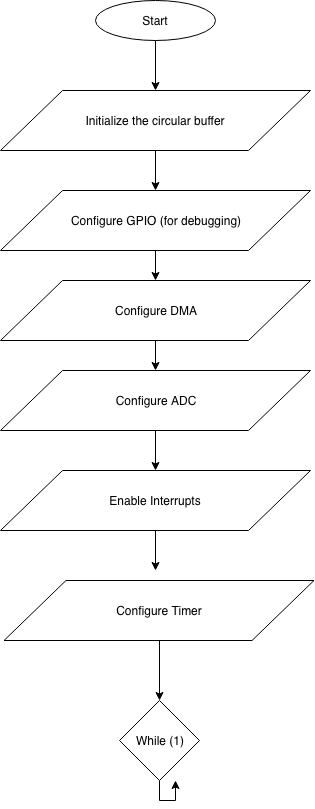 Start
Initialize the circular buffer
Configure GPIO (for debugging)
Configure DMA
Configure ADC
Enable Interrupts
Configure Timer
While (1)